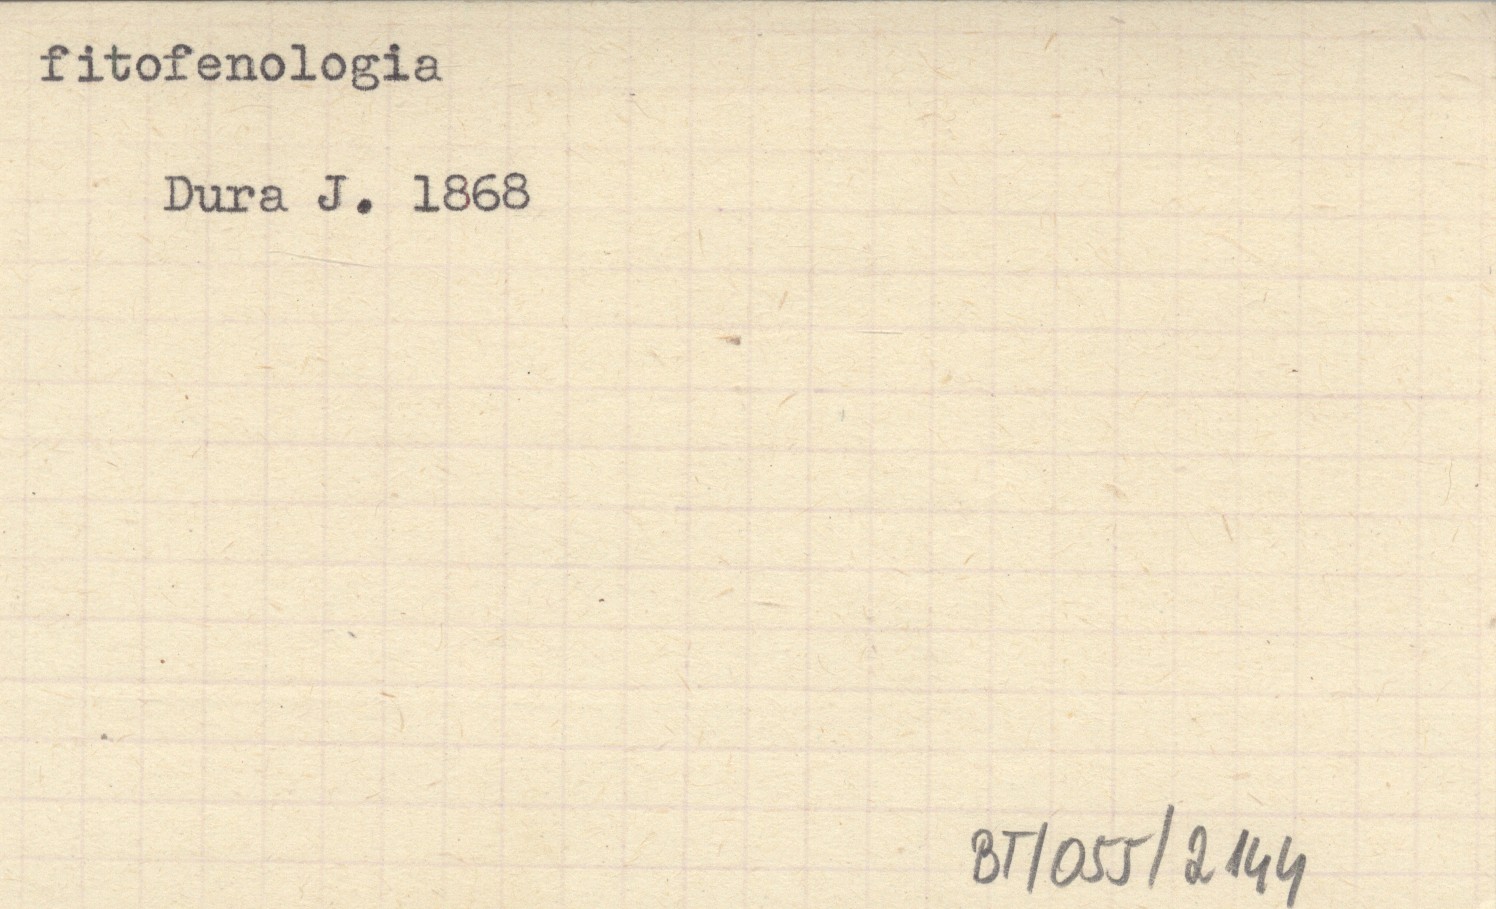 fitofenologia
Dura J. 1868
BT/055/2144